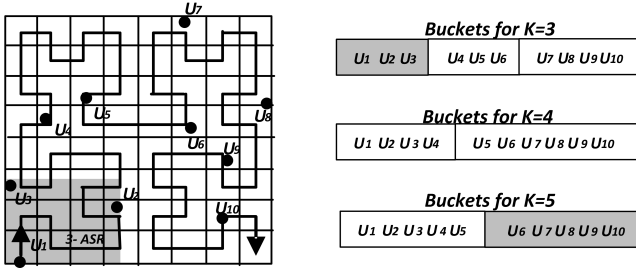 U7
U5
U4
U8
U6
U9
U3
U2
U10
U1
3- ASR
Buckets for K=3
U1 U2 U3
U4 U5 U6
U7 U8 U9 U10
Buckets for K=4
U1 U2 U3 U4
U5 U6 U7 U8 U9 U10
Buckets for K=5
U1 U2 U3 U4 U5
U6 U7 U8 U9 U10